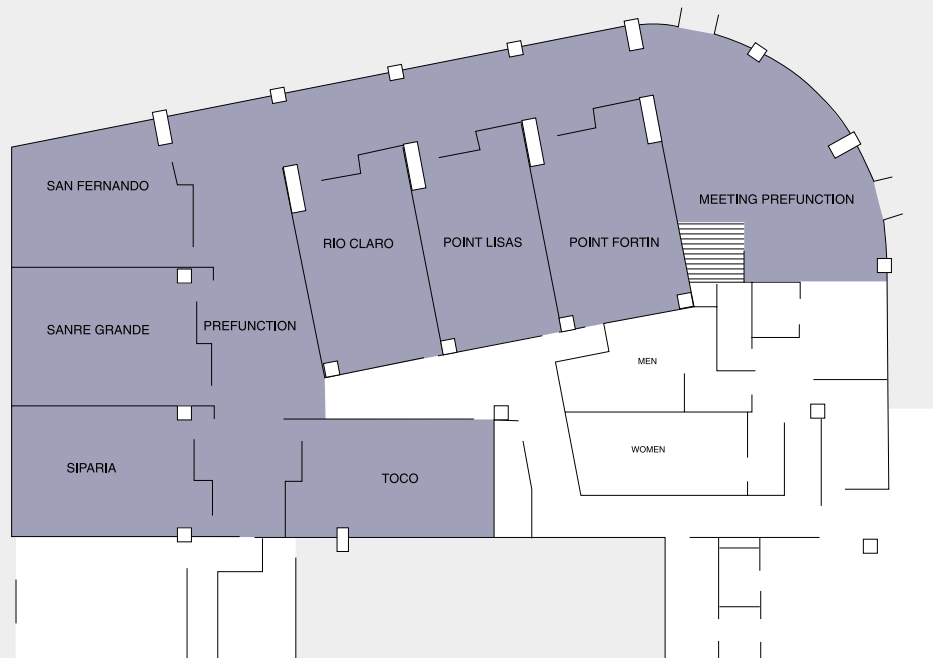 SAN FERNANDO
MEETING PREFUNCTION
RIO CLARO
POINT LISAS
POINT FORTIN
SANRE GRANDE
PREFUNCTION
MEN
WOMEN
SIPARIA
TOCO